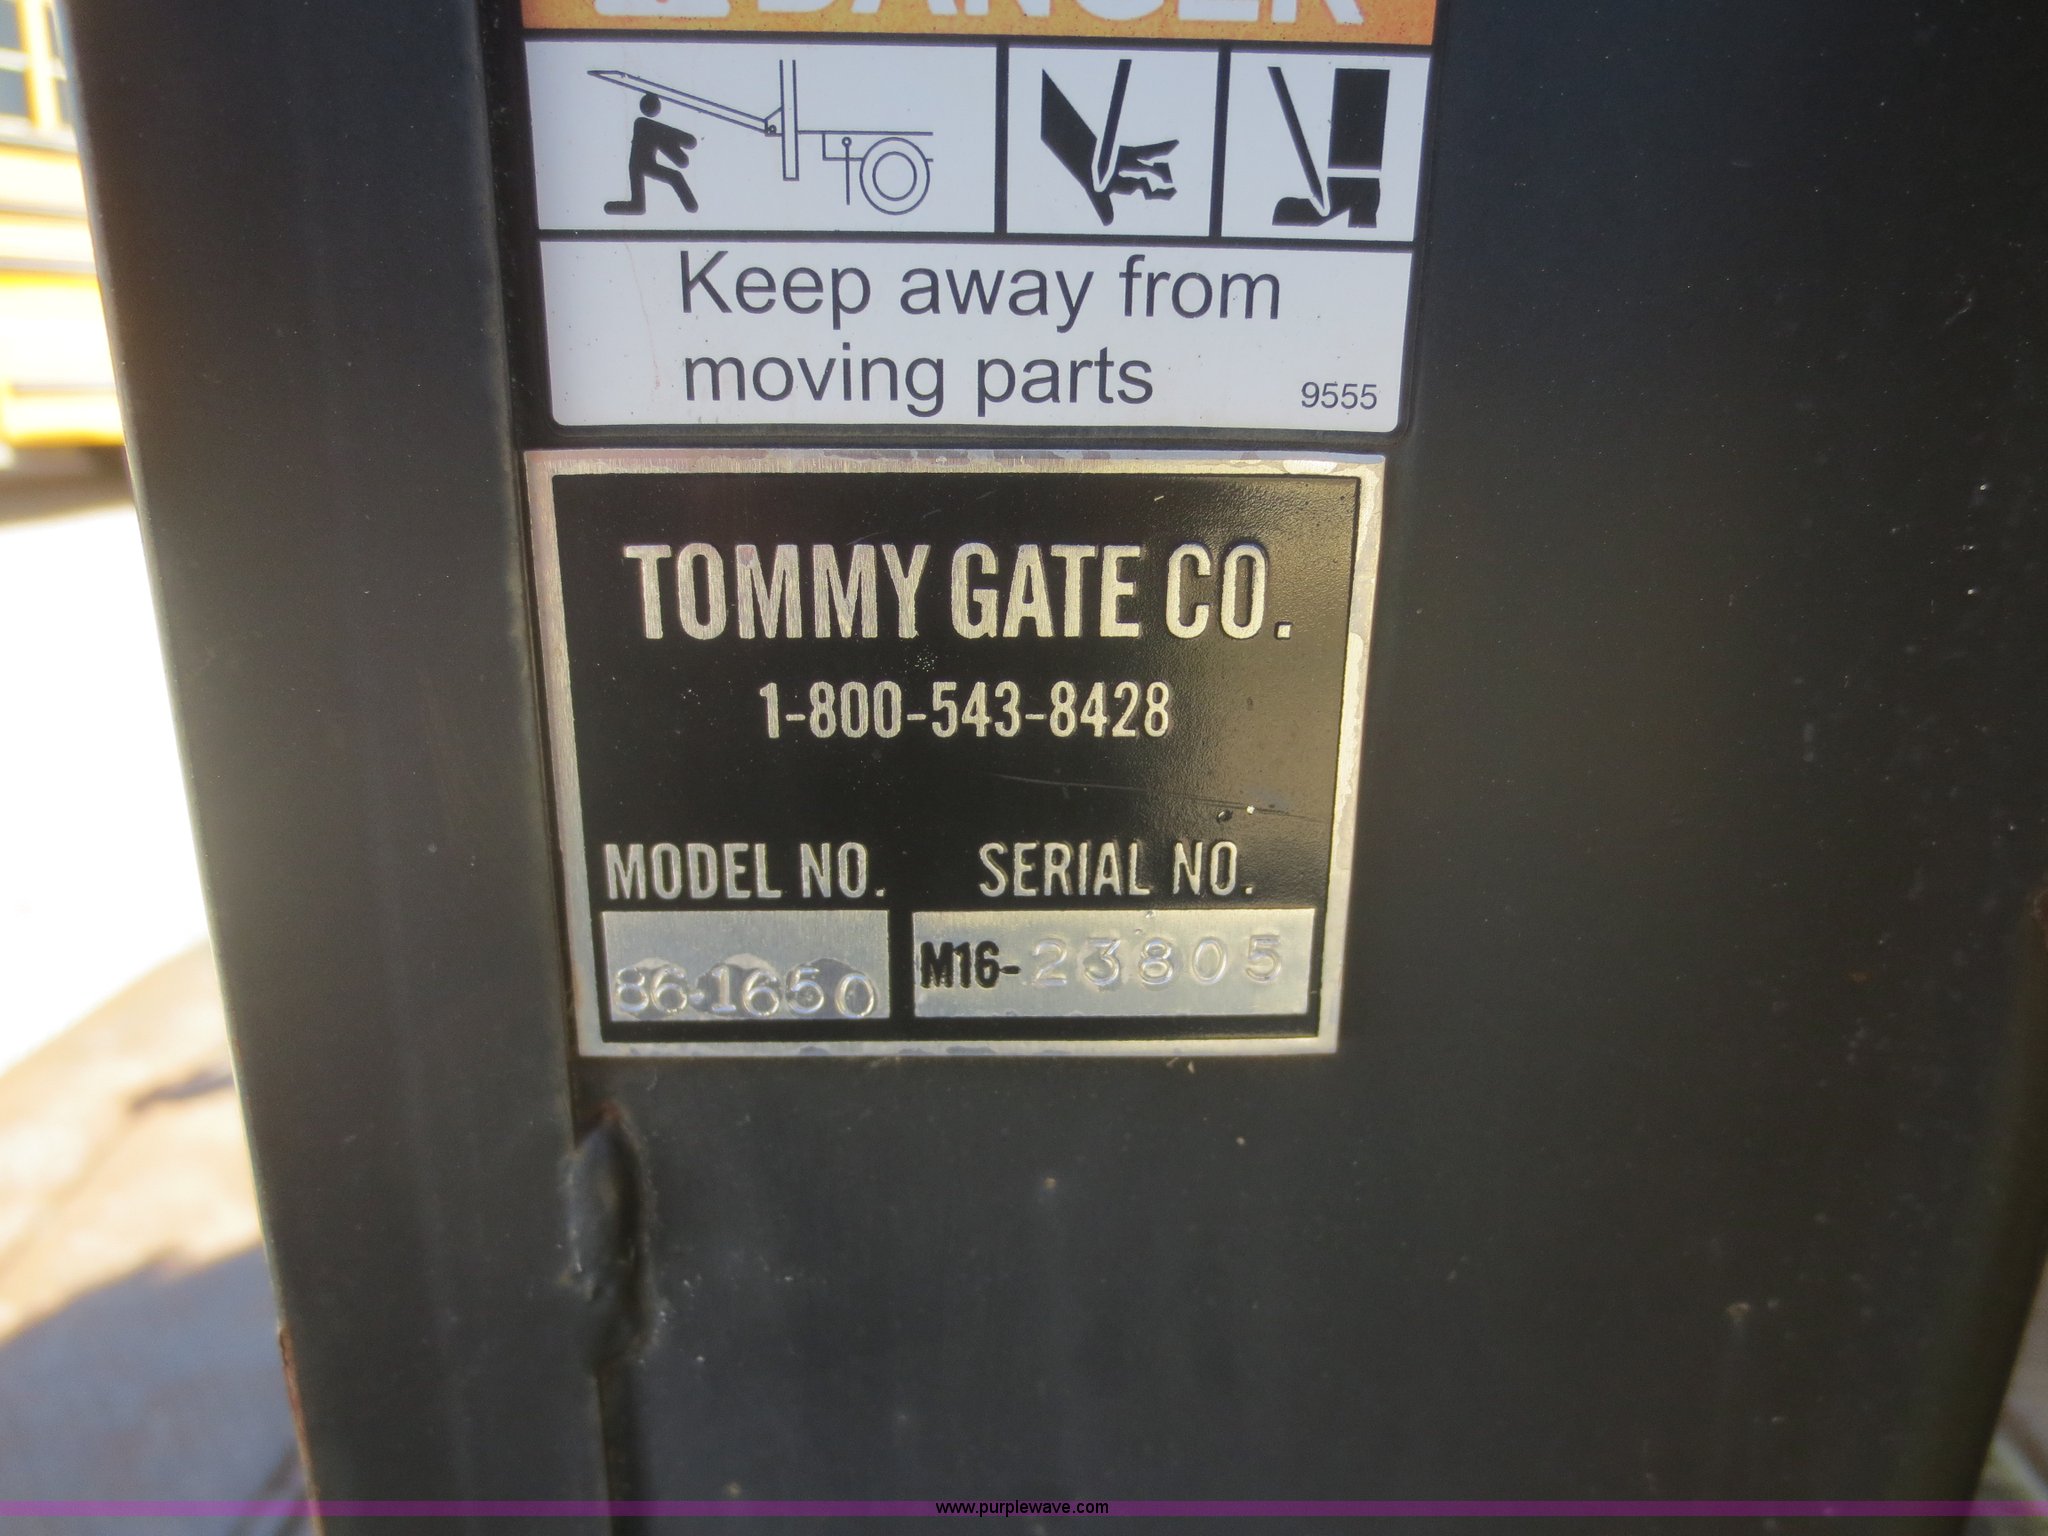 DANGER
Keep away from
moving parts
9555
TOMMY GATE CO.
1-800-543-8428
MODEL NO. SERIAL NO.
86-1650 M16-23805
www.purplewave.com